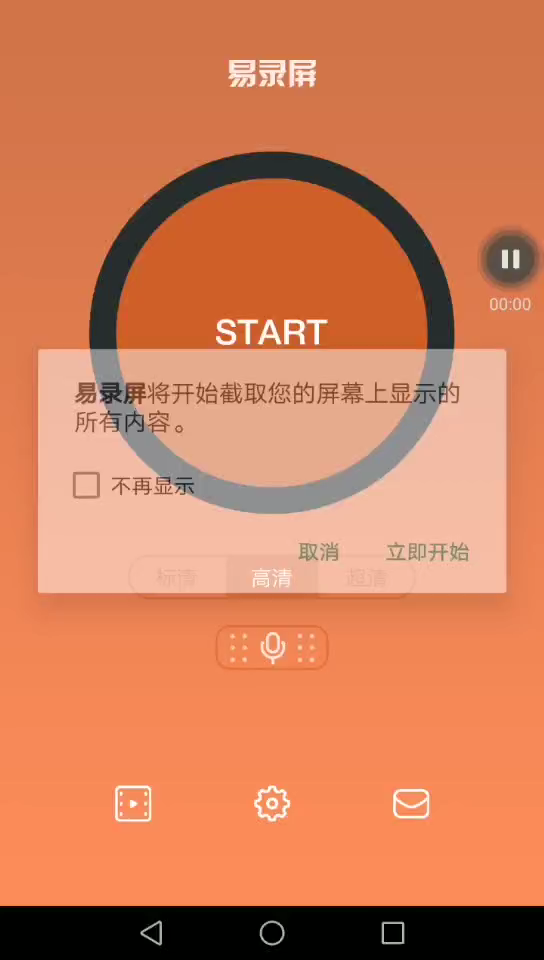 易录屏
00:00
START
易录屏将开始截取您的屏幕上显示的
所有内容。
不再显示
取消 立即开始
标清 高清 超清